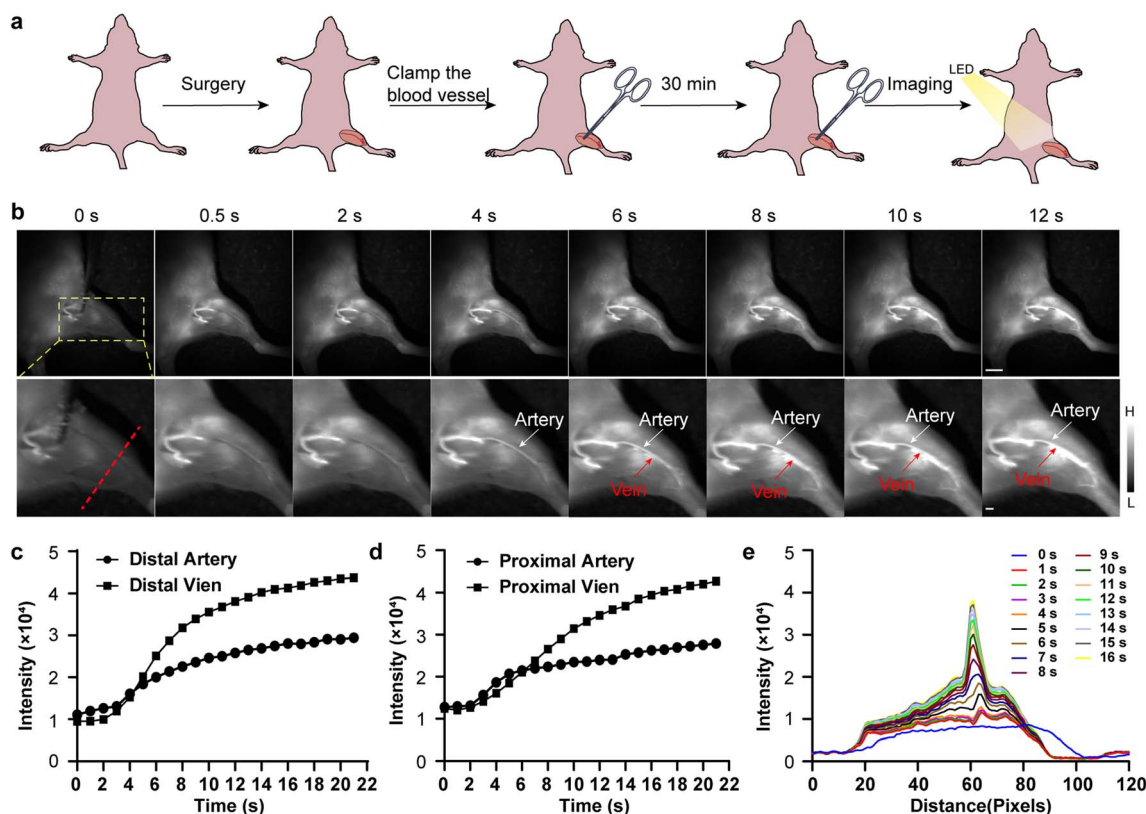 a
Surgery
Clamp the
blood vessel
30 min
Imaging
LED
b
0 s 0.5 s 2 s 4 s 6 s 8 s 10 s 12 s
Artery Artery Artery Artery Artery
Vein Vein Vein Vein
H
L
c
Distal Artery
Distal Vien
Intensity (×10⁴)
5
4
3
2
1
0
0 2 4 6 8 10 12 14 16 18 20 22
Time (s)
d
Proximal Artery
Proximal Vien
Intensity (×10⁴)
5
4
3
2
1
0
0 2 4 6 8 10 12 14 16 18 20 22
Time (s)
e
0 s 9 s
1 s 10 s
2 s 11 s
3 s 12 s
4 s 13 s
5 s 14 s
6 s 15 s
7 s 16 s
8 s
Intensity (×10⁴)
5
4
3
2
1
0
0 20 40 60 80 100 120
Distance(Pixels)